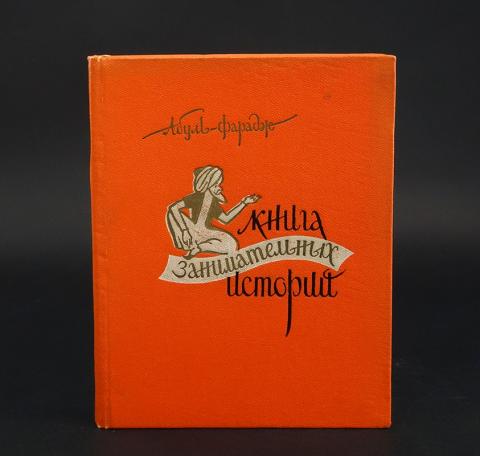 Абуль-Фарадж
книга
занимательных
историй